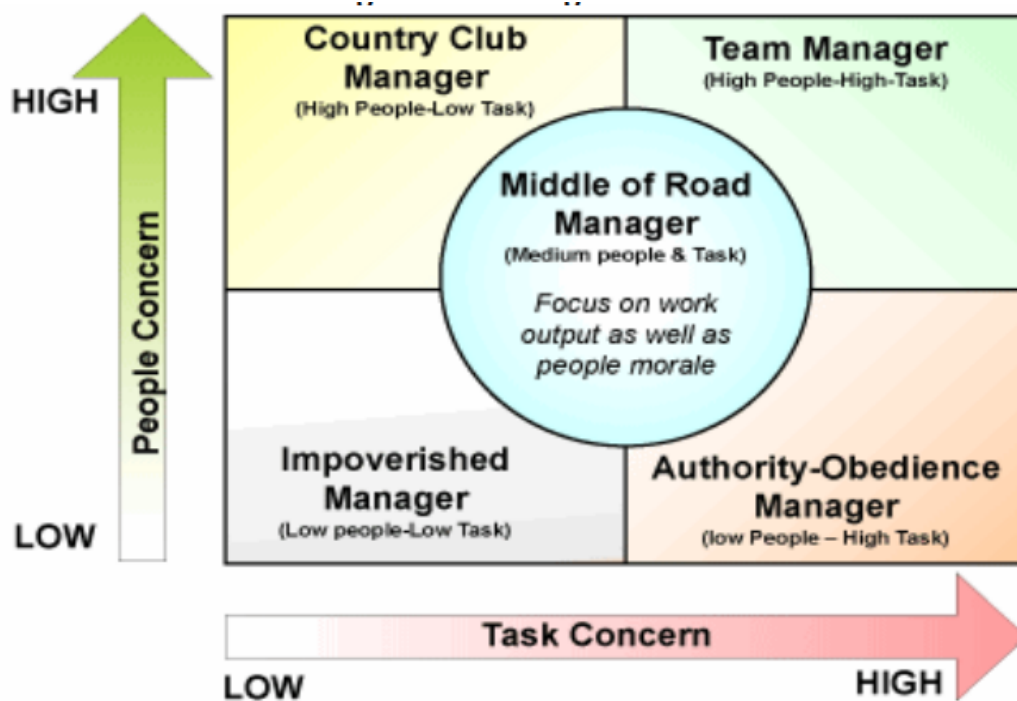 Country Club
Manager
(High People-Low Task)
Team Manager
(High People-High-Task)
HIGH
Middle of Road
Manager
(Medium people & Task)
Focus on work
output as well as
people morale
People Concern
Impoverished
Manager
(Low people-Low Task)
Authority-Obedience
Manager
(low People – High Task)
LOW
Task Concern
LOW
HIGH